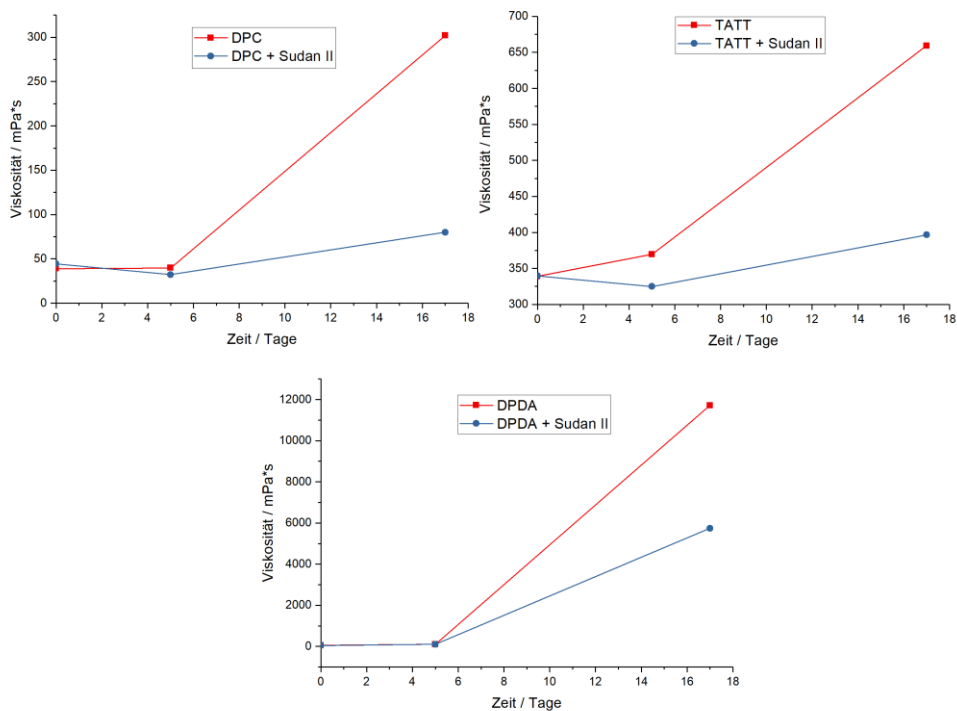 DPC
DPC + Sudan II
Viskosität / mPa*s
300
250
200
150
100
50
0
0 2 4 6 8 10 12 14 16 18
Zeit / Tage
TATT
TATT + Sudan II
Viskosität / mPa*s
700
650
600
550
500
450
400
350
300
0 2 4 6 8 10 12 14 16 18
Zeit / Tage
DPDA
DPDA + Sudan II
Viskosität / mPa*s
12000
10000
8000
6000
4000
2000
0
0 2 4 6 8 10 12 14 16 18
Zeit / Tage